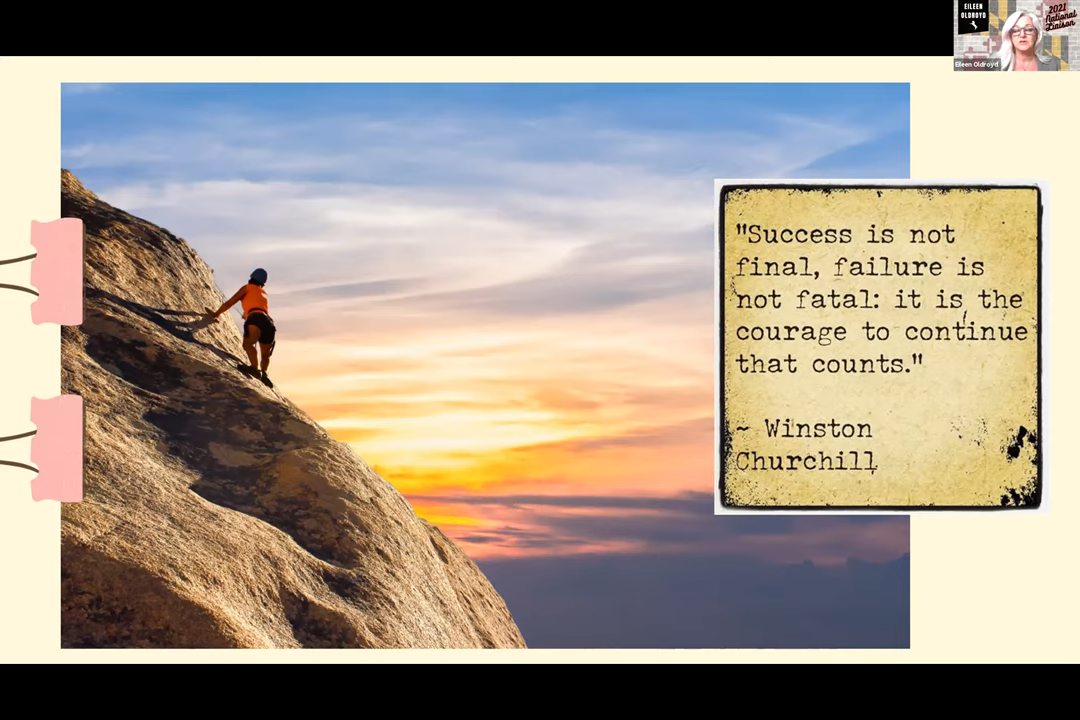 EILEEN
OLDROYD
2021
National
Liaison
Eileen Oldroyd
"Success is not
final, failure is
not fatal: it is the
courage to continue
that counts."
~ Winston
Churchill